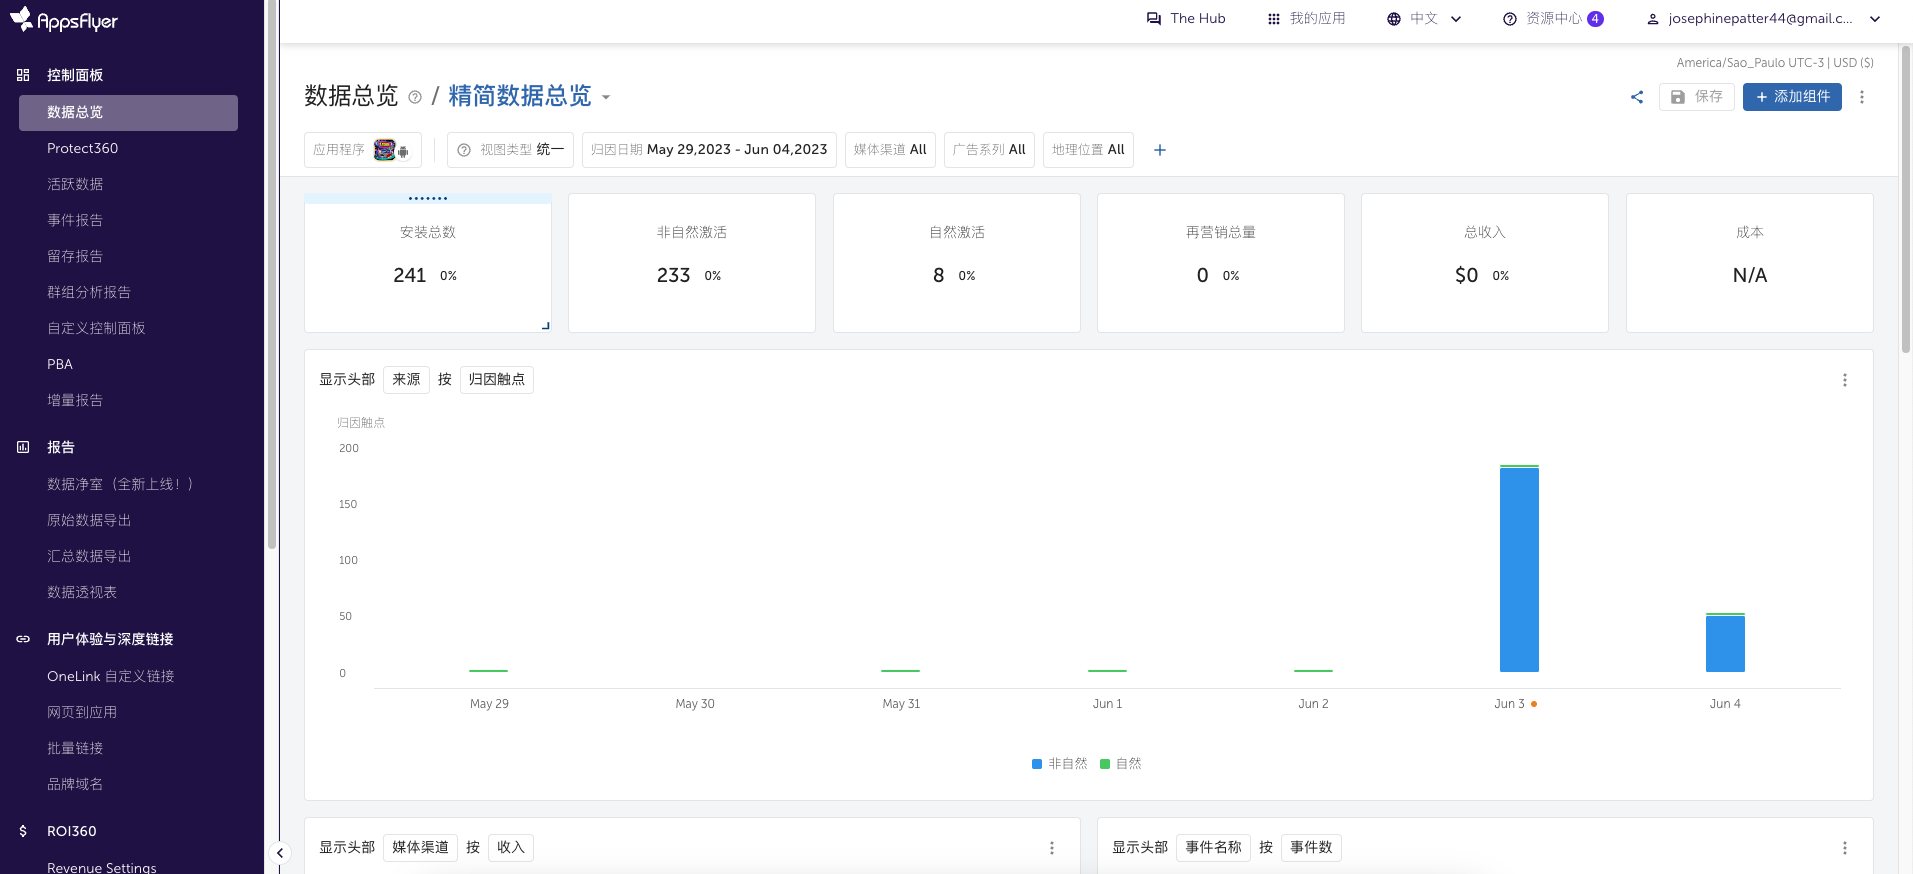 AppsFlyer
The Hub
我的应用
中文
资源中心 4
josephinepatter44@gmail.c...
控制面板
数据总览
Protect360
活跃数据
事件报告
留存报告
群组分析报告
自定义控制面板
PBA
增量报告
报告
数据净室（全新上线！）
原始数据导出
汇总数据导出
数据透视表
用户体验与深度链接
OneLink 自定义链接
网页到应用
批量链接
品牌域名
ROI360
Revenue Settings
America/Sao_Paulo UTC-3 | USD ($)
数据总览 / 精简数据总览
保存
+ 添加组件
应用程序
视图类型 统一
归因日期 May 29,2023 - Jun 04,2023
媒体渠道 All
广告系列 All
地理位置 All
安装总数
241 0%
非自然激活
233 0%
自然激活
8 0%
再营销总量
0 0%
总收入
$0 0%
成本
N/A
显示头部 来源 按 归因触点
归因触点
200
150
100
50
0
May 29
May 30
May 31
Jun 1
Jun 2
Jun 3
Jun 4
非自然
自然
显示头部 媒体渠道 按 收入
显示头部 事件名称 按 事件数